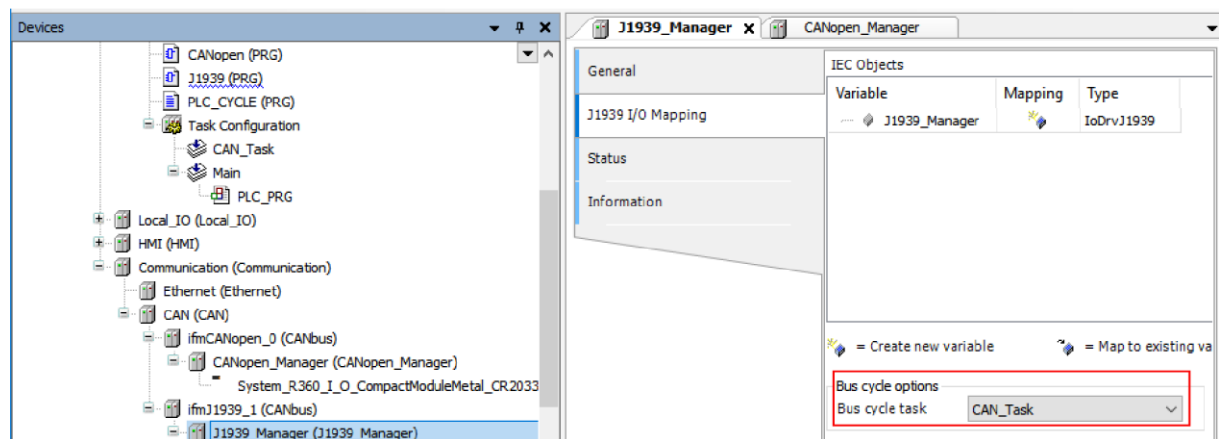 Devices
CANopen (PRG)
J1939 (PRG)
PLC_CYCLE (PRG)
Task Configuration
CAN_Task
Main
PLC_PRG
Local_IO (Local_IO)
HMI (HMI)
Communication (Communication)
Ethernet (Ethernet)
CAN (CAN)
ifmCANopen_0 (CANbus)
CANopen_Manager (CANopen_Manager)
System_R360_I_O_CompactModuleMetal_CR2033
ifmJ1939_1 (CANbus)
J1939_Manager (J1939_Manager)
J1939_Manager X CANopen_Manager
General
J1939 I/O Mapping
Status
Information
IEC Objects
Variable Mapping Type
J1939_Manager IoDrvJ1939
= Create new variable = Map to existing va
Bus cycle options
Bus cycle task CAN_Task